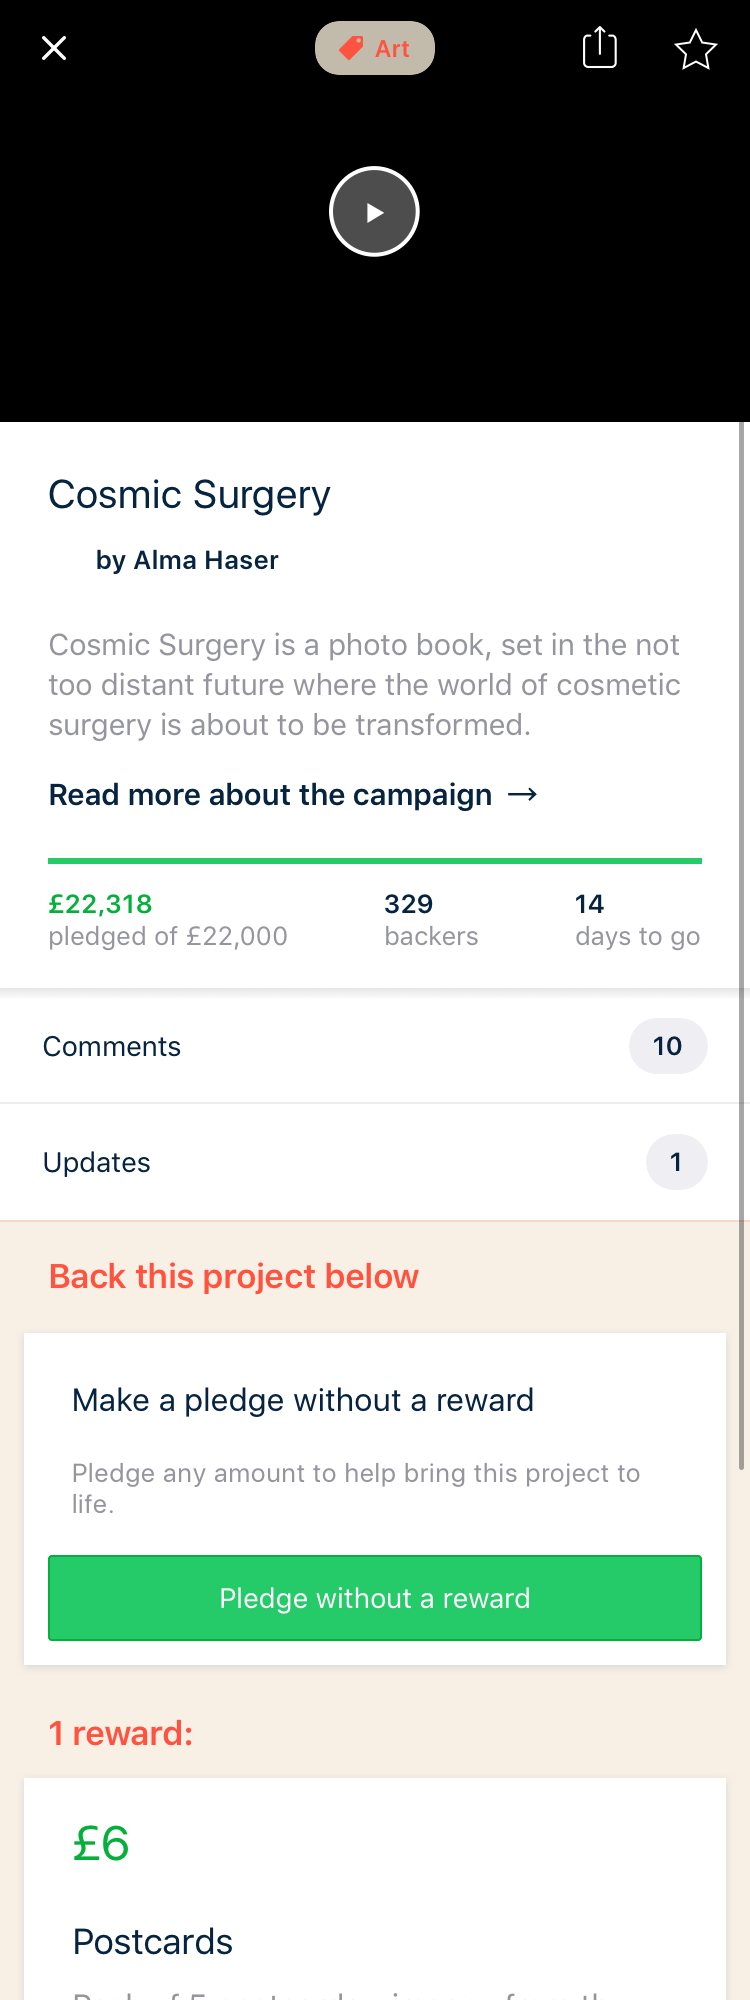 Art
Cosmic Surgery
by Alma Haser
Cosmic Surgery is a photo book, set in the not
too distant future where the world of cosmetic
surgery is about to be transformed.
Read more about the campaign →
£22,318
pledged of £22,000
329
backers
14
days to go
Comments
10
Updates
1
Back this project below
Make a pledge without a reward
Pledge any amount to help bring this project to
life.
Pledge without a reward
1 reward:
£6
Postcards